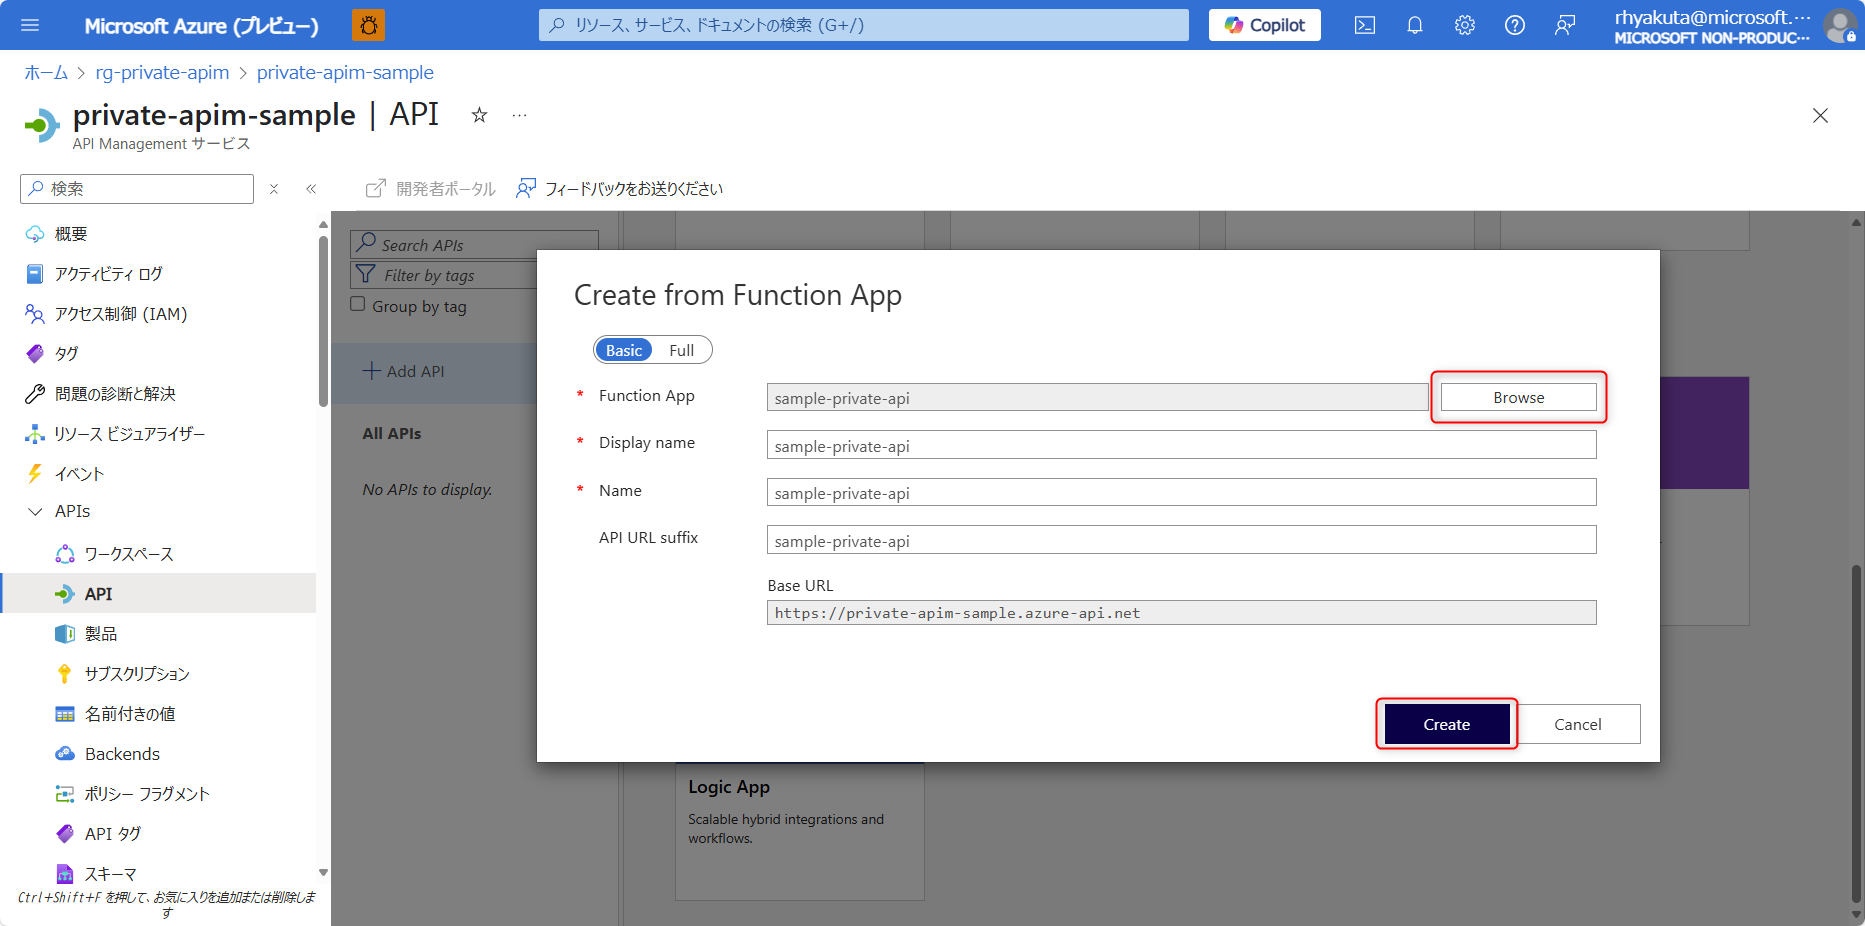 Microsoft Azure (プレビュー)
リソース、サービス、ドキュメントの検索 (G+/)
Copilot
rhyakuta@microsoft.…
MICROSOFT NON-PRODUC…
ホーム > rg-private-apim > private-apim-sample
private-apim-sample | API
API Management サービス
検索
開発者ポータル
フィードバックをお送りください
概要
アクティビティ ログ
アクセス制御 (IAM)
タグ
問題の診断と解決
リソース ビジュアライザー
イベント
APIs
ワークスペース
API
製品
サブスクリプション
名前付きの値
Backends
ポリシー フラグメント
API タグ
スキーマ
Ctrl+Shift+F を押して、お気に入りを追加または削除しま
す
Search APIs
Filter by tags
Group by tag
Add API
All APIs
No APIs to display.
Create from Function App
Basic Full
* Function App sample-private-api Browse
* Display name sample-private-api
* Name sample-private-api
API URL suffix sample-private-api
Base URL
https://private-apim-sample.azure-api.net
Create Cancel
Logic App
Scalable hybrid integrations and
workflows.